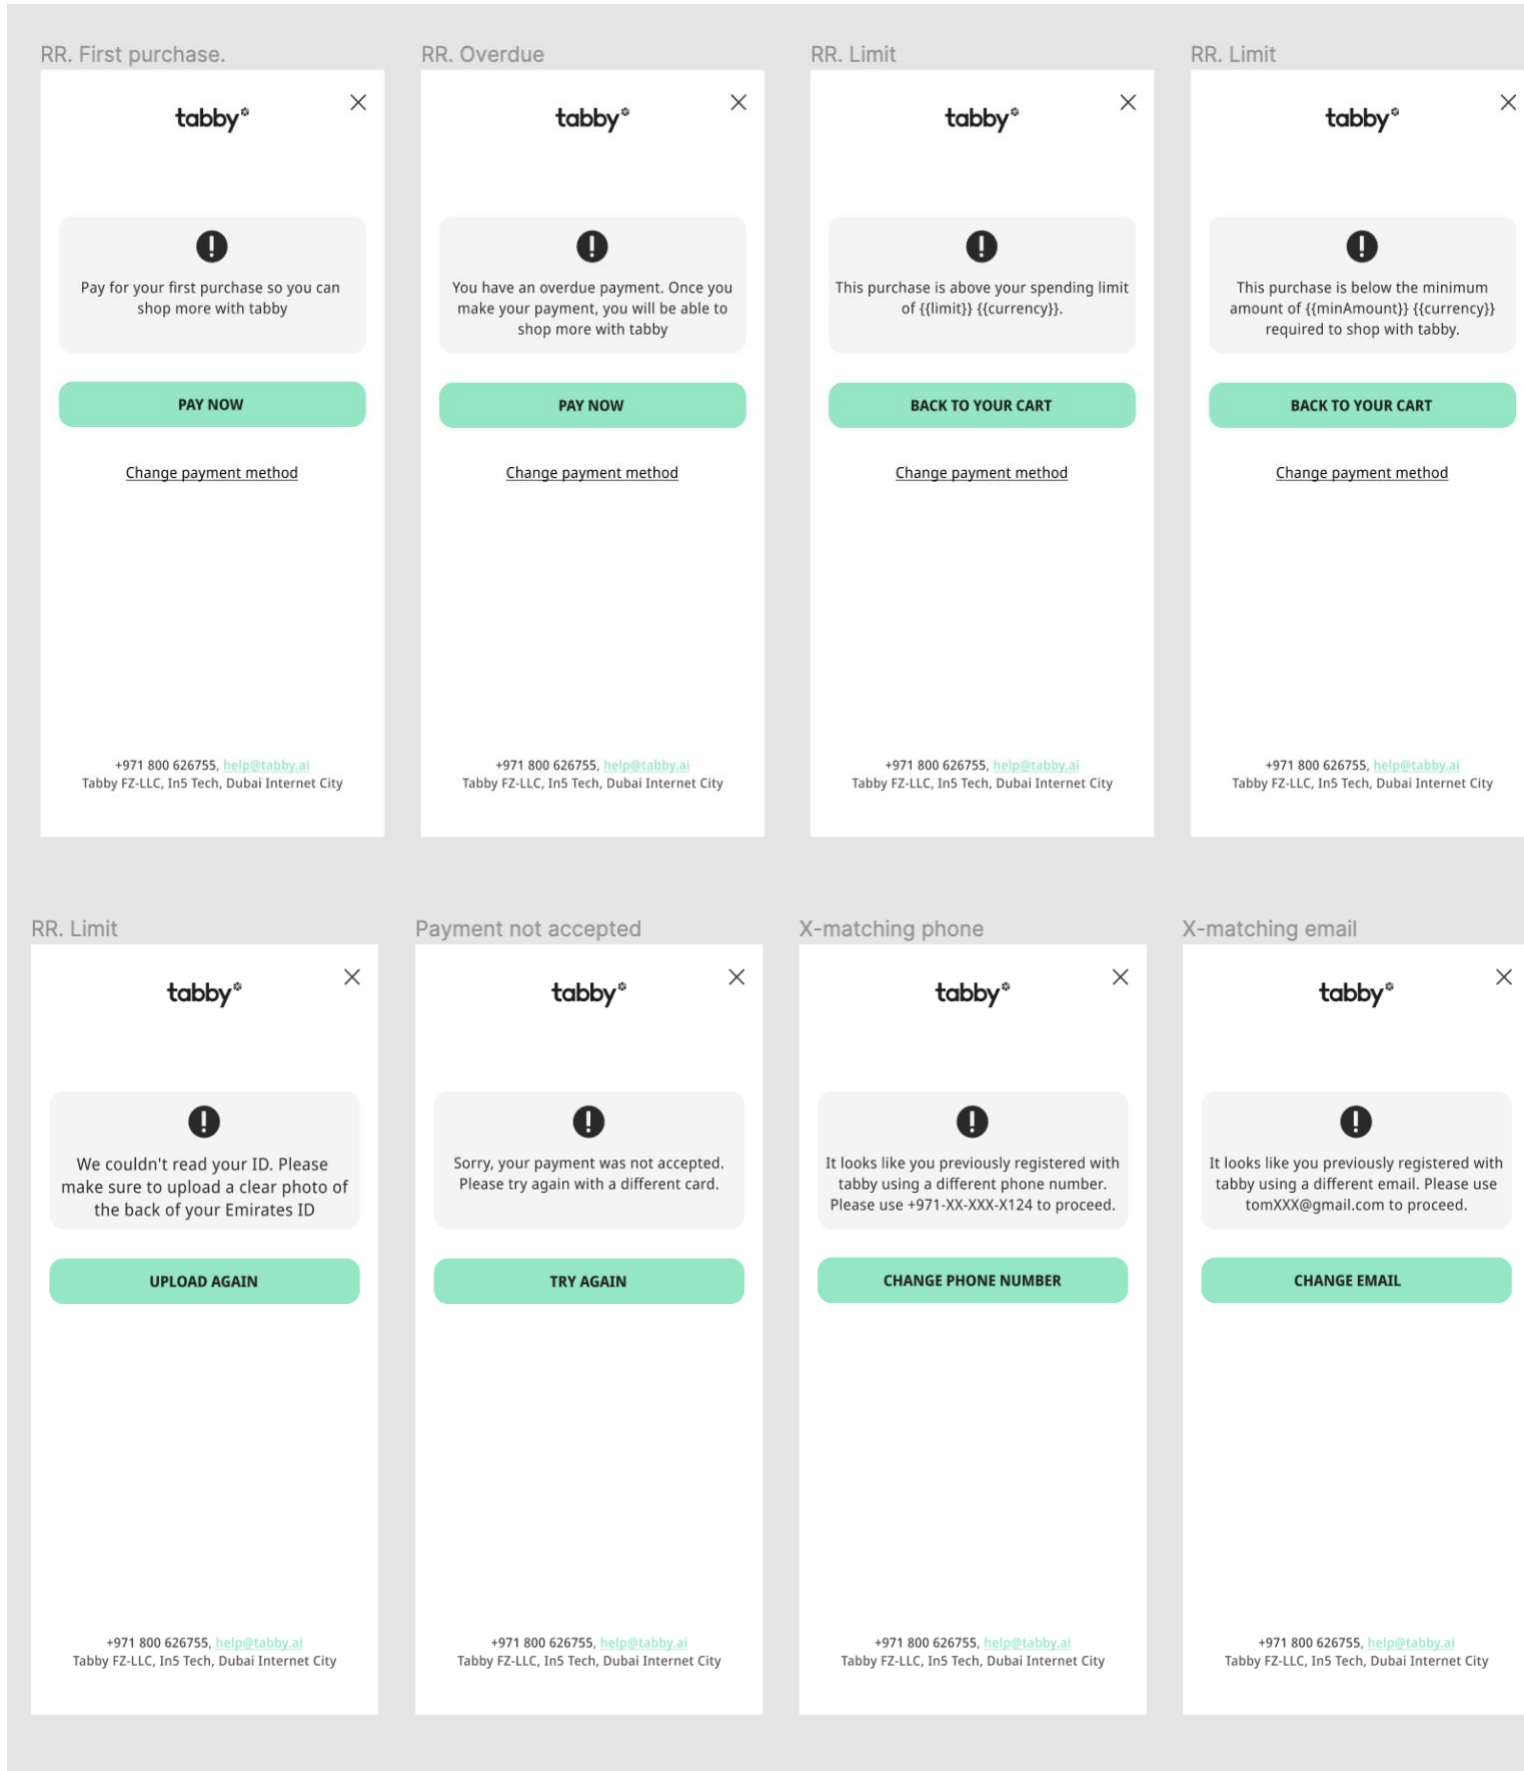 RR. First purchase.
tabby
Pay for your first purchase so you can
shop more with tabby
PAY NOW
Change payment method
+971 800 626755, help@tabby.ai
Tabby FZ-LLC, In5 Tech, Dubai Internet City
RR. Overdue
tabby
You have an overdue payment. Once you
make your payment, you will be able to
shop more with tabby
PAY NOW
Change payment method
+971 800 626755, help@tabby.ai
Tabby FZ-LLC, In5 Tech, Dubai Internet City
RR. Limit
tabby
This purchase is above your spending limit
of {{limit}} {{currency}}.
BACK TO YOUR CART
Change payment method
+971 800 626755, help@tabby.ai
Tabby FZ-LLC, In5 Tech, Dubai Internet City
RR. Limit
tabby
This purchase is below the minimum
amount of {{minAmount}} {{currency}}
required to shop with tabby.
BACK TO YOUR CART
Change payment method
+971 800 626755, help@tabby.ai
Tabby FZ-LLC, In5 Tech, Dubai Internet City
RR. Limit
tabby
We couldn't read your ID. Please
make sure to upload a clear photo of
the back of your Emirates ID
UPLOAD AGAIN
+971 800 626755, help@tabby.ai
Tabby FZ-LLC, In5 Tech, Dubai Internet City
Payment not accepted
tabby
Sorry, your payment was not accepted.
Please try again with a different card.
TRY AGAIN
+971 800 626755, help@tabby.ai
Tabby FZ-LLC, In5 Tech, Dubai Internet City
X-matching phone
tabby
It looks like you previously registered with
tabby using a different phone number.
Please use +971-XX-XXX-X124 to proceed.
CHANGE PHONE NUMBER
+971 800 626755, help@tabby.ai
Tabby FZ-LLC, In5 Tech, Dubai Internet City
X-matching email
tabby
It looks like you previously registered with
tabby using a different email. Please use
tomXXX@gmail.com to proceed.
CHANGE EMAIL
+971 800 626755, help@tabby.ai
Tabby FZ-LLC, In5 Tech, Dubai Internet City